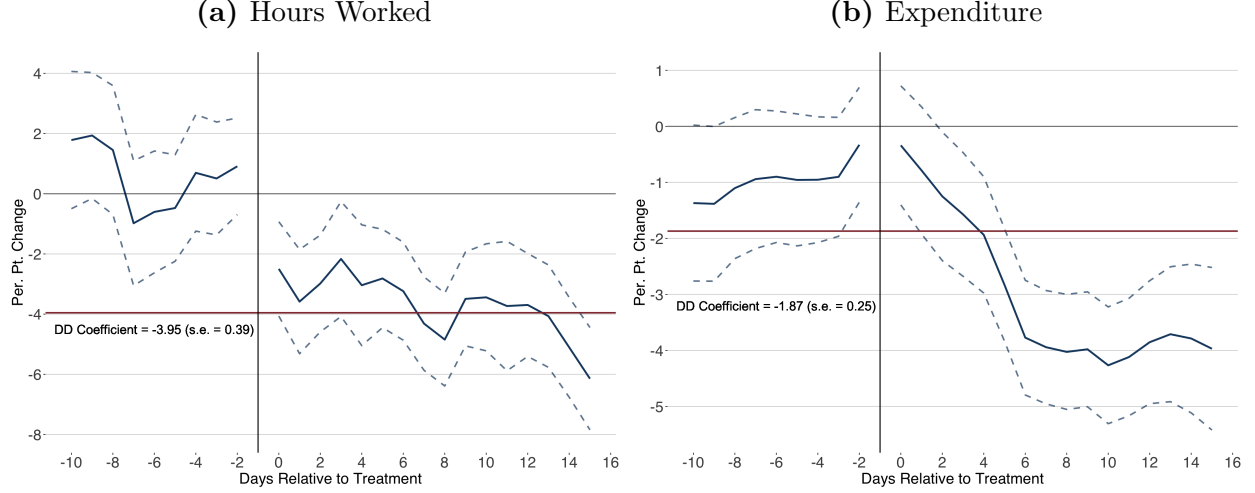 (a) Hours Worked
4
2
0
-2
-4
-6
-8
Per. Pt. Change
DD Coefficient = -3.95 (s.e. = 0.39)
-10 -8 -6 -4 -2 0 2 4 6 8 10 12 14 16
Days Relative to Treatment
(b) Expenditure
1
0
-1
-2
-3
-4
-5
Per. Pt. Change
DD Coefficient = -1.87 (s.e. = 0.25)
-10 -8 -6 -4 -2 0 2 4 6 8 10 12 14 16
Days Relative to Treatment